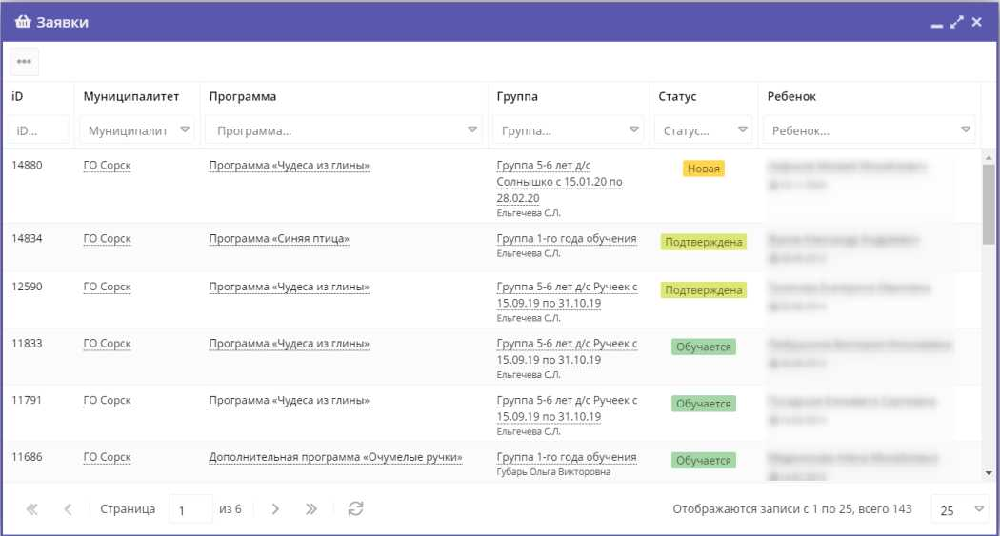 Заявки
•••
iD Муниципалитет Программа Группа Статус Ребенок
iD... Муниципалит Программа... Группа... Статус... Ребенок...
14880 ГО Сорск Программа «Чудеса из глины» Группа 5-6 лет д/с Новая
Солнышко с 15.01.20 по
28.02.20
Ельгечева С.Л.
14834 ГО Сорск Программа «Синяя птица» Группа 1-го года обучения Подтверждена
Ельгечева С.Л.
12590 ГО Сорск Программа «Чудеса из глины» Группа 5-6 лет д/с Ручеек с Подтверждена
15.09.19 по 31.10.19
Ельгечева С.Л.
11833 ГО Сорск Программа «Чудеса из глины» Группа 5-6 лет д/с Ручеек с Обучается
15.09.19 по 31.10.19
Ельгечева С.Л.
11791 ГО Сорск Программа «Чудеса из глины» Группа 5-6 лет д/с Ручеек с Обучается
15.09.19 по 31.10.19
Ельгечева С.Л.
11686 ГО Сорск Дополнительная программа «Очумелые ручки» Группа 1-го года обучения Обучается
Губарь Ольга Викторовна
Страница 1 из 6 Отображаются записи с 1 по 25, всего 143 25